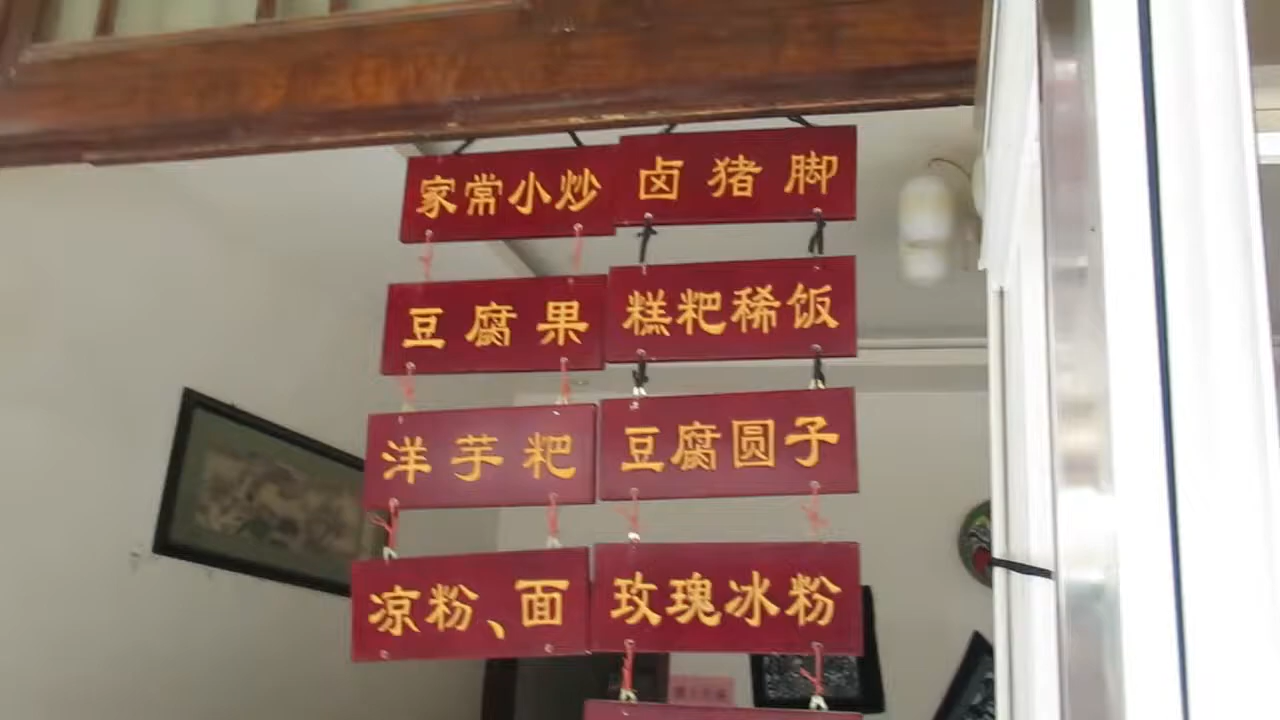 家常小炒
卤猪脚
豆腐果
糕粑稀饭
洋芋粑
豆腐圆子
凉粉、面
玫瑰冰粉